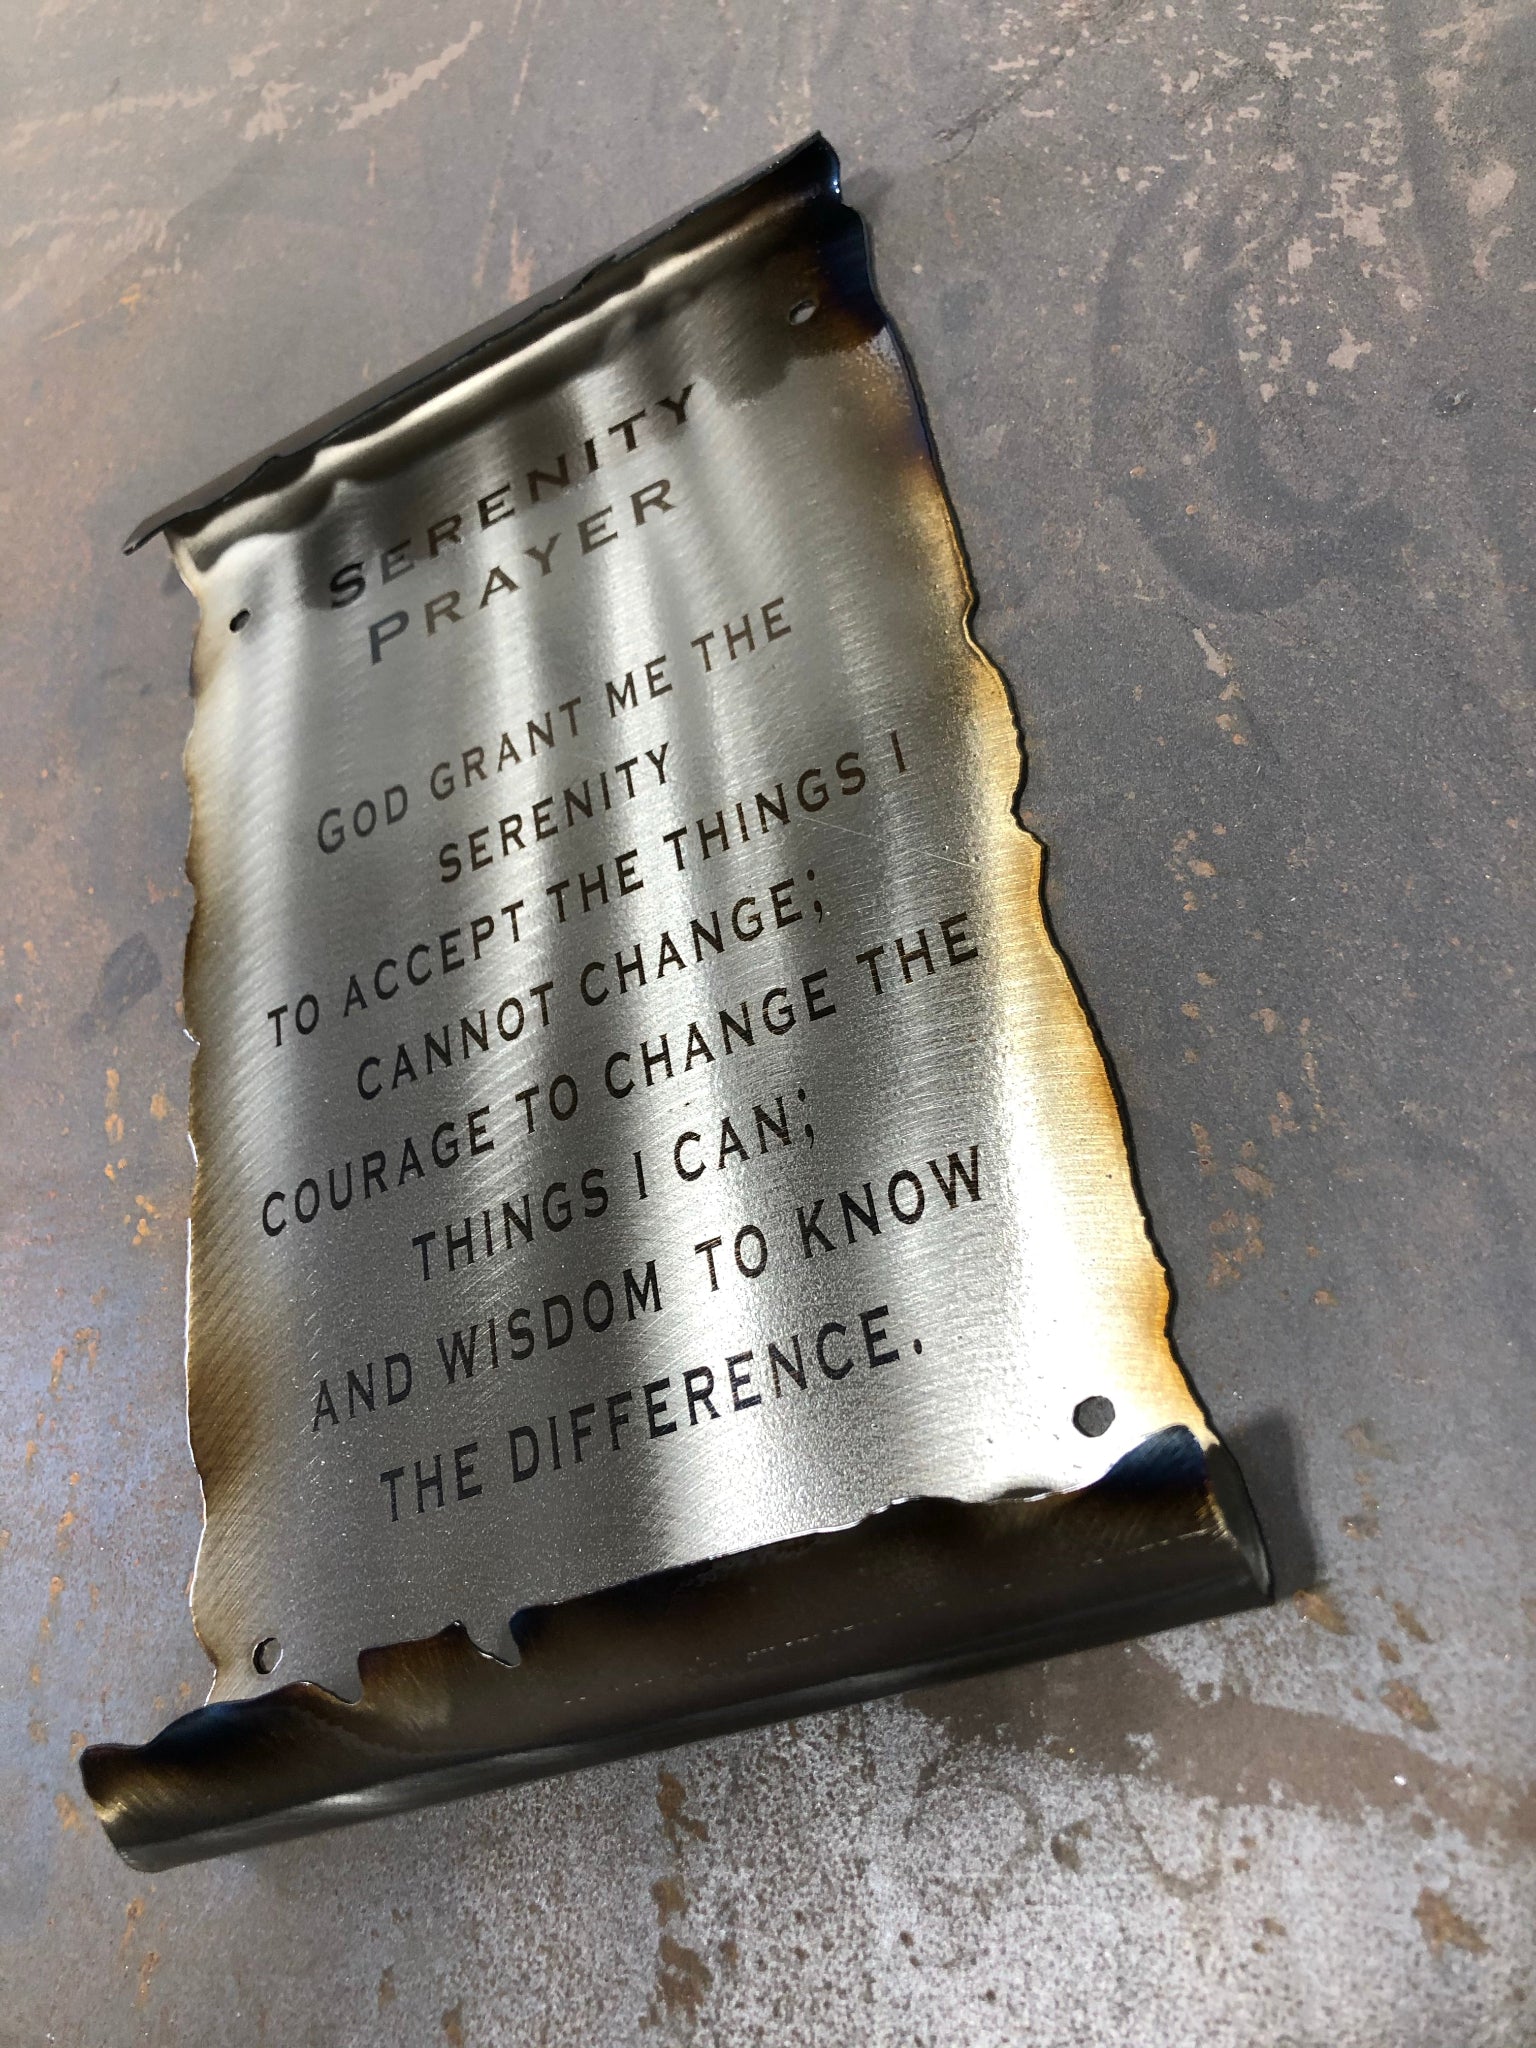 SERENITY
PRAYER
GOD GRANT ME THE
SERENITY
TO ACCEPT THE THINGS I
CANNOT CHANGE;
COURAGE TO CHANGE THE
THINGS I CAN;
AND WISDOM TO KNOW
THE DIFFERENCE.